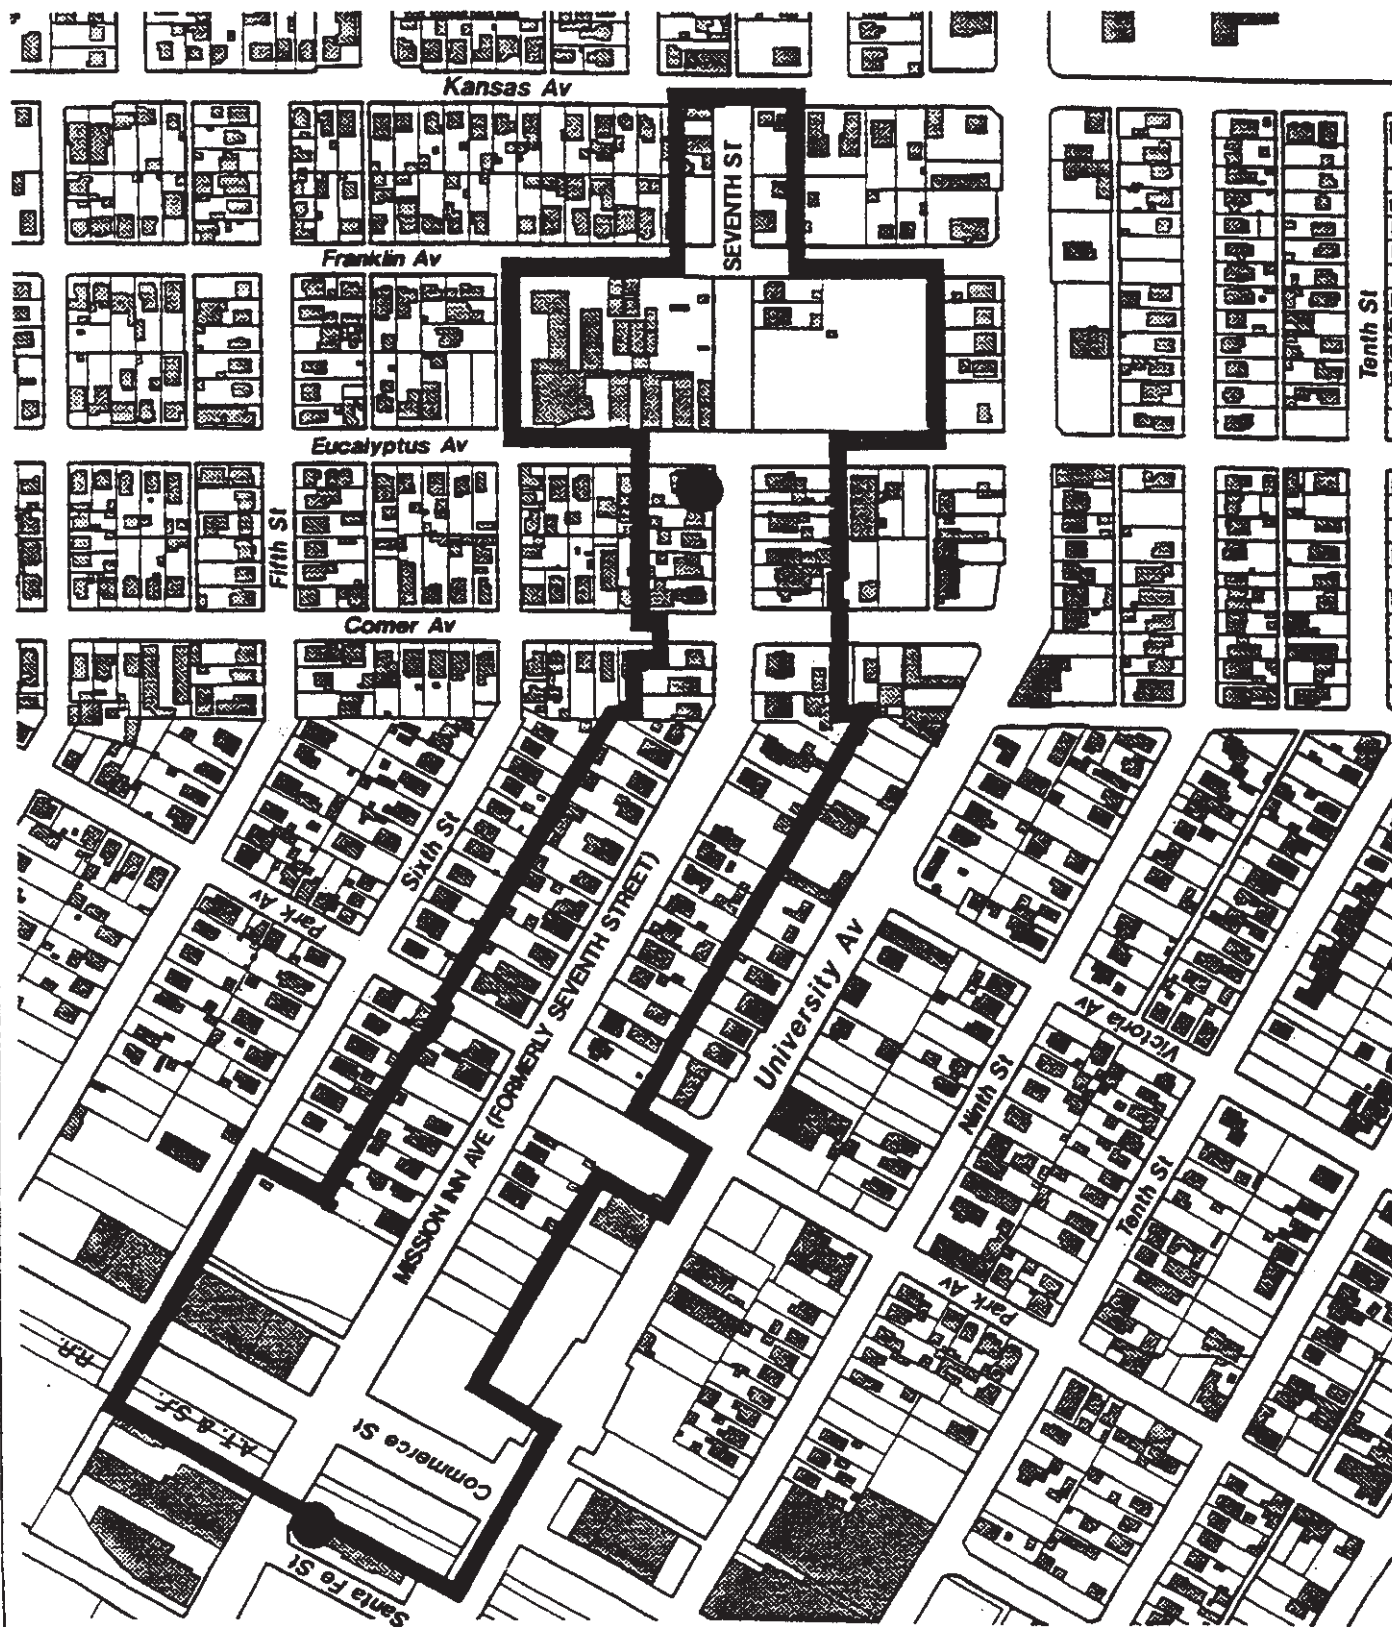 Kansas Av
SEVENTH ST
Franklin Av
Tenth St
Eucalyptus Av
Fifth St
Comer Av
Sixth St
Park Av
MISSION INN AVE (FORMERLY SEVENTH STREET)
University Av
Victoria Av
Ninth St
Tenth St
Park Av
R.R.
A.T. & S.F.
Commerce St
Santa Fe St